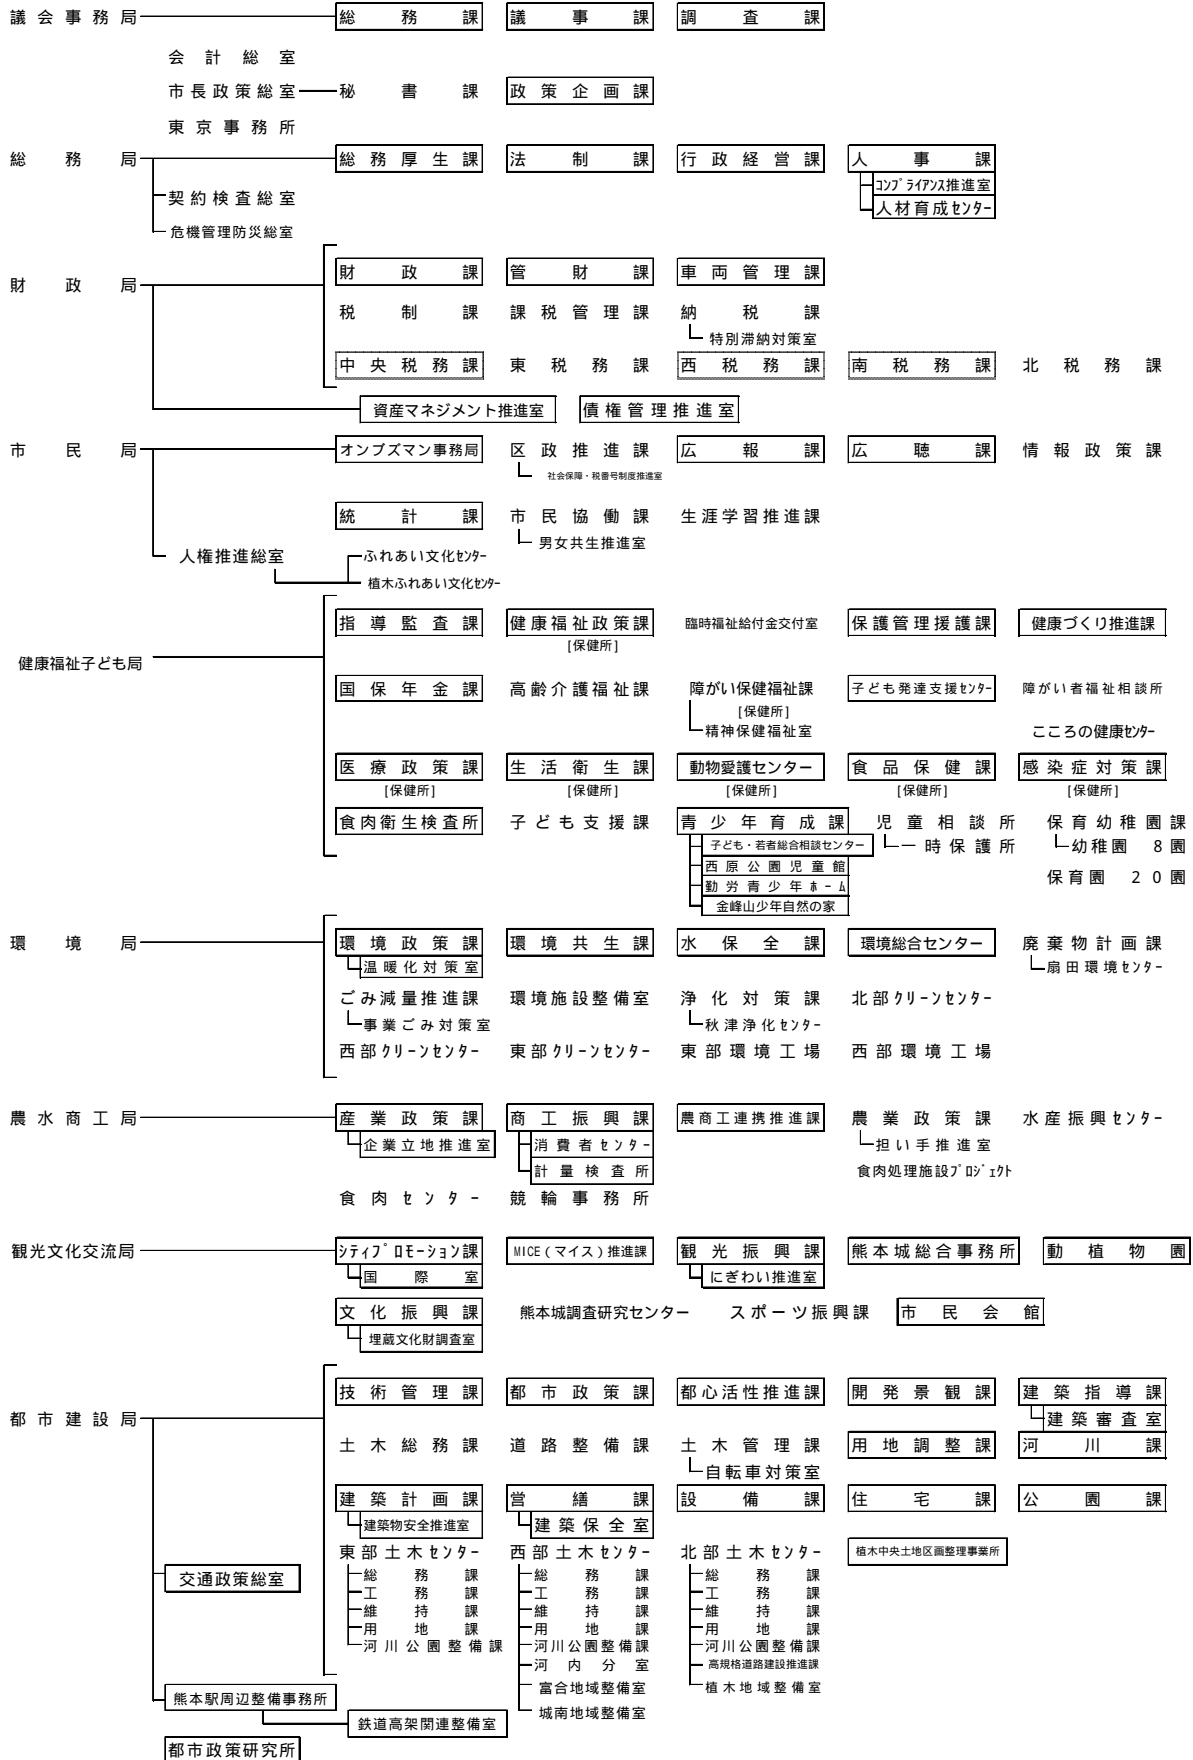 議会事務局 総務課 議事課 調査課
会計総室
市長政策総室 秘書課 政策企画課
東京事務所
総務局 総務厚生課 法制課 行政経営課 人事課
コンプライアンス推進室
契約検査総室
人材育成センター
危機管理防災総室
財政課 管財課 車両管理課
財政局
税制課 課税管理課 納税課
特別滞納対策室
中央税務課 東税務課 西税務課 南税務課 北税務課
資産マネジメント推進室 債権管理推進室
市民局 オンブズマン事務局 区政推進課 広報課 広聴課 情報政策課
社会保障・税番号制度推進室
統計課 市民協働課 生涯学習推進課
男女共生推進室
人権推進総室 ふれあい文化センター
植木ふれあい文化センター
指導監査課 健康福祉政策課 臨時福祉給付金交付室 保護管理援護課 健康づくり推進課
[保健所]
健康福祉子ども局
国保年金課 高齢介護福祉課 障がい保健福祉課 子ども発達支援センター 障がい者福祉相談所
[保健所]
精神保健福祉室 こころの健康センター
医療政策課 生活衛生課 動物愛護センター 食品保健課 感染症対策課
[保健所] [保健所] [保健所] [保健所] [保健所]
食肉衛生検査所 子ども支援課 青少年育成課 児童相談所 保育幼稚園課
子ども・若者総合相談センター 一時保護所 幼稚園 8園
西原公園児童館
勤労青少年ホーム 保育園 20園
金峰山少年自然の家
環境局 環境政策課 環境共生課 水保全課 環境総合センター 廃棄物計画課
温暖化対策室 扇田環境センター
ごみ減量推進課 環境施設整備室 浄化対策課 北部クリーンセンター
事業ごみ対策室 秋津浄化センター
西部クリーンセンター 東部クリーンセンター 東部環境工場 西部環境工場
農水商工局 産業政策課 商工振興課 農商工連携推進課 農業政策課 水産振興センター
企業立地推進室 消費者センター 担い手推進室
計量検査所 食肉処理施設プロジェクト
食肉センター 競輪事務所
観光文化交流局 シティプロモーション課 MICE(マイス)推進課 観光振興課 熊本城総合事務所 動植物園
国際室 にぎわい推進室
文化振興課 熊本城調査研究センター スポーツ振興課 市民会館
埋蔵文化財調査室
技術管理課 都市政策課 都心活性推進課 開発景観課 建築指導課
都市建設局 建築審査室
土木総務課 道路整備課 土木管理課 用地調整課 河川課
自転車対策室
建築計画課 営繕課 設備課 住宅課 公園課
建築物安全推進室 建築保全室
東部土木センター 西部土木センター 北部土木センター 植木中央土地区画整理事業所
交通政策総室 総務課 総務課 総務課
工務課 工務課 工務課
維持課 維持課 維持課
用地課 用地課 用地課
河川公園整備課 河川公園整備課 河川公園整備課
河内分室 高規格道路建設推進課
富合地域整備室 植木地域整備室
熊本駅周辺整備事務所
城南地域整備室
鉄道高架関連整備室
都市政策研究所